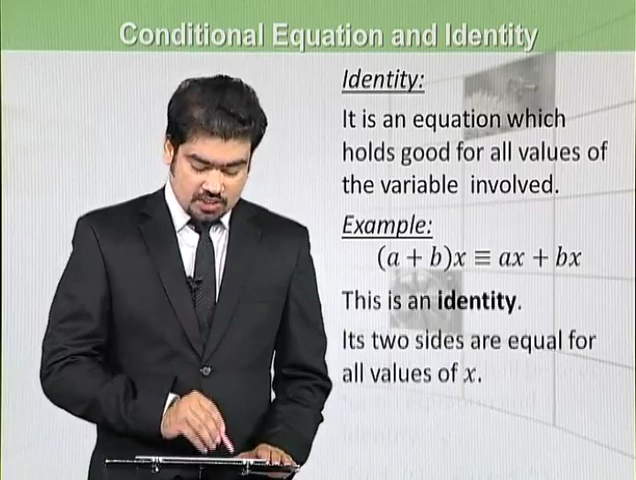 Conditional Equation and Identity
Identity:
It is an equation which
holds good for all values of
the variable involved.
Example:
(a + b)x ≡ ax + bx
This is an identity.
Its two sides are equal for
all values of x.